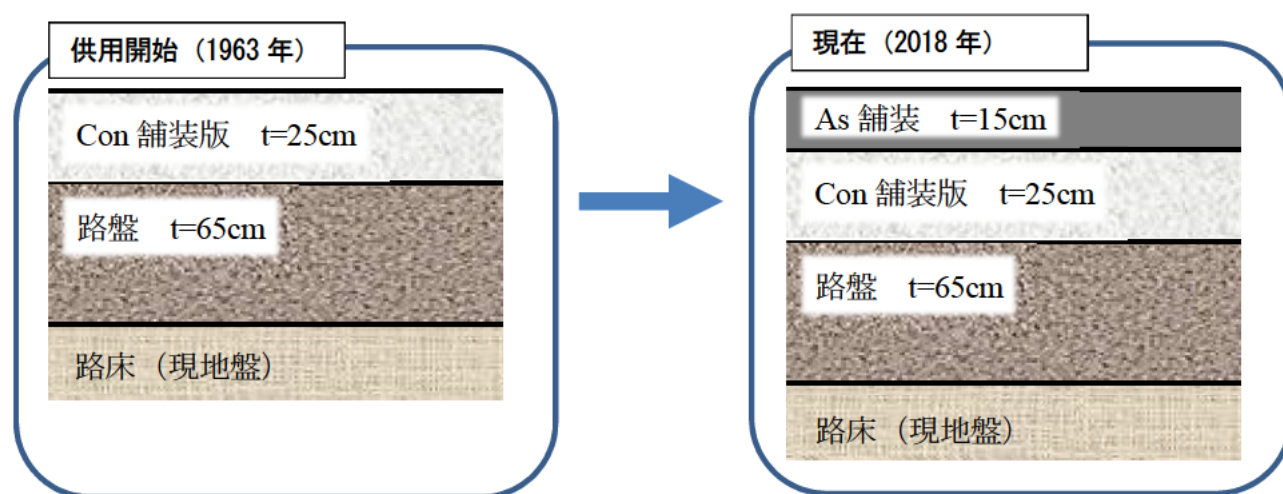 供用開始（1963 年）
Con 舗装版　t=25cm
路盤　t=65cm
路床（現地盤）
現在（2018 年）
As 舗装　t=15cm
Con 舗装版　t=25cm
路盤　t=65cm
路床（現地盤）